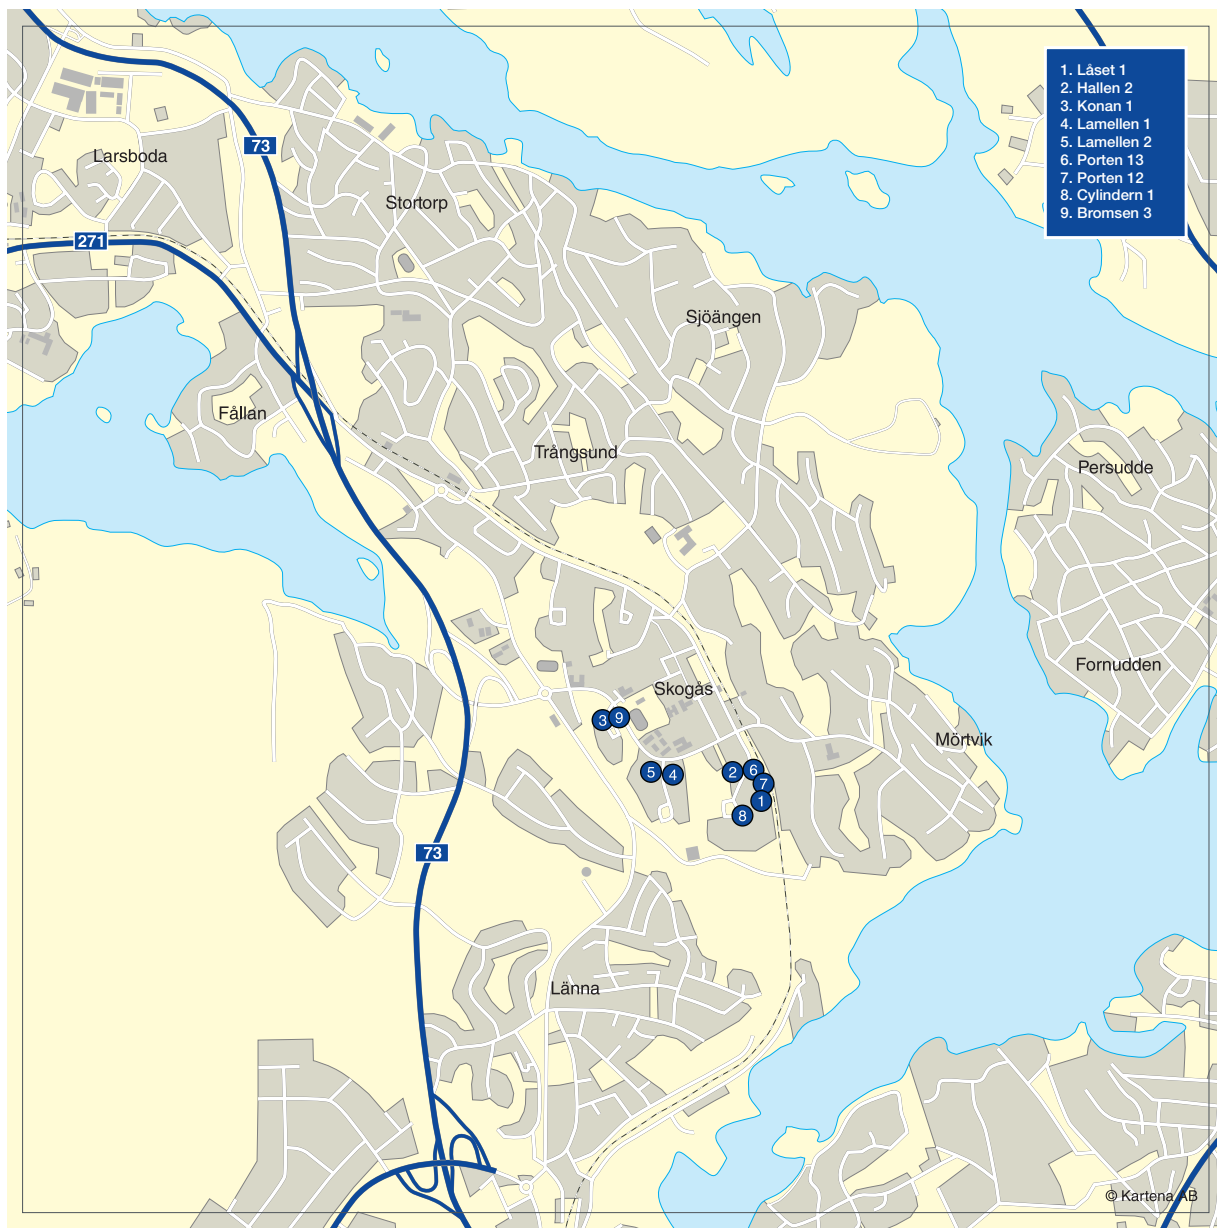 1. Låset 1
2. Hallen 2
3. Konan 1
4. Lamellen 1
5. Lamellen 2
6. Porten 13
7. Porten 12
8. Cylindern 1
9. Bromsen 3
73
Larsboda
Stortorp
271
Sjöängen
Fållan
Trångsund
Persudde
Fornudden
Skogås
3
9
Mörtvik
5
4
2
6
7
1
8
73
Länna
© Kartena AB